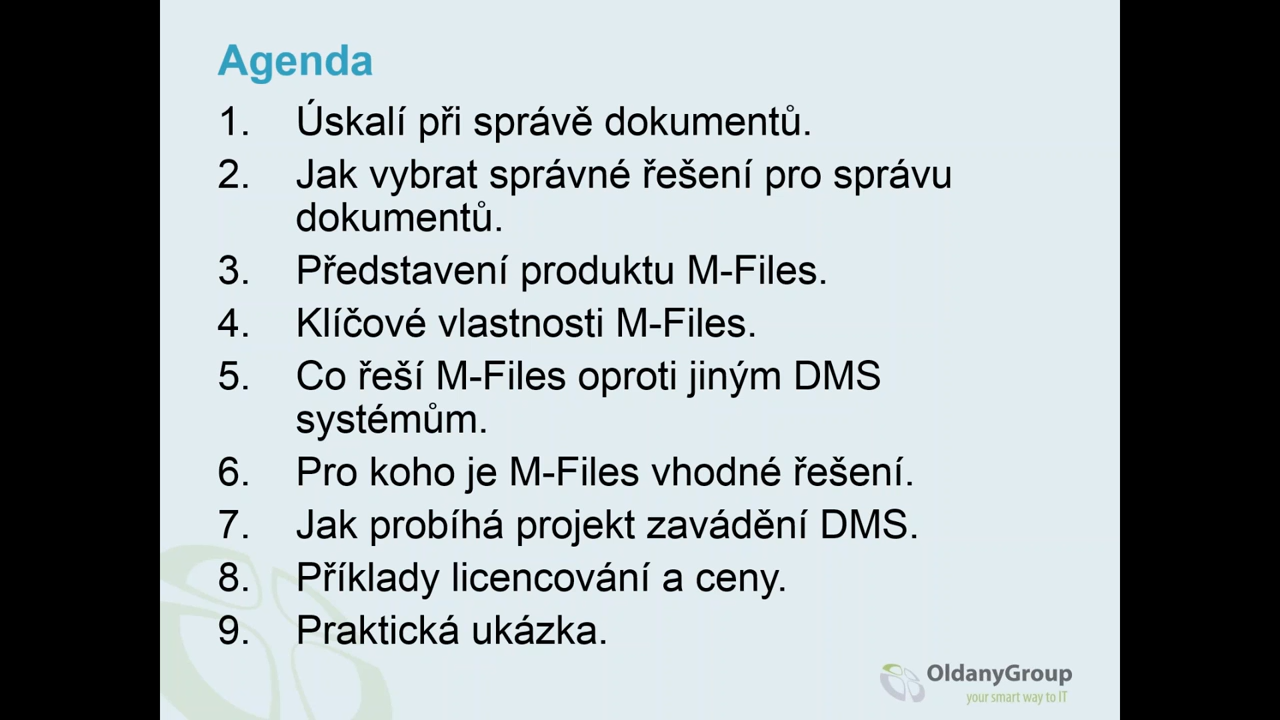 Agenda
1. Úskalí při správě dokumentů.
2. Jak vybrat správné řešení pro správu
dokumentů.
3. Představení produktu M-Files.
4. Klíčové vlastnosti M-Files.
5. Co řeší M-Files oproti jiným DMS
systémům.
6. Pro koho je M-Files vhodné řešení.
7. Jak probíhá projekt zavádění DMS.
8. Příklady licencování a ceny.
9. Praktická ukázka.
OldanyGroup
your smart way to IT